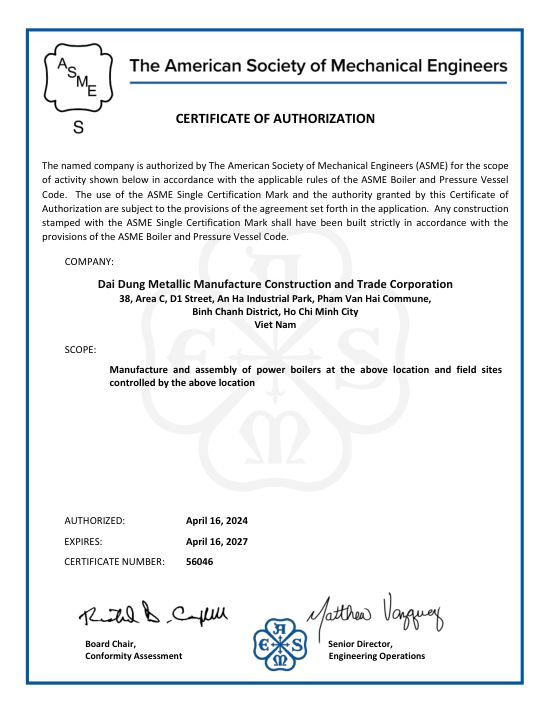 A
S
M
E
S
The American Society of Mechanical Engineers
CERTIFICATE OF AUTHORIZATION
The named company is authorized by The American Society of Mechanical Engineers (ASME) for the scope
of activity shown below in accordance with the applicable rules of the ASME Boiler and Pressure Vessel
Code. The use of the ASME Single Certification Mark and the authority granted by this Certificate of
Authorization are subject to the provisions of the agreement set forth in the application. Any construction
stamped with the ASME Single Certification Mark shall have been built strictly in accordance with the
provisions of the ASME Boiler and Pressure Vessel Code.
COMPANY:
Dai Dung Metallic Manufacture Construction and Trade Corporation
38, Area C, D1 Street, An Ha Industrial Park, Pham Van Hai Commune,
Binh Chanh District, Ho Chi Minh City
Viet Nam
SCOPE:
Manufacture and assembly of power boilers at the above location and field sites
controlled by the above location
AUTHORIZED: April 16, 2024
EXPIRES: April 16, 2027
CERTIFICATE NUMBER: 56046
Matthew Vazquez
Board Chair,
Conformity Assessment
A
E S
M
Senior Director,
Engineering Operations